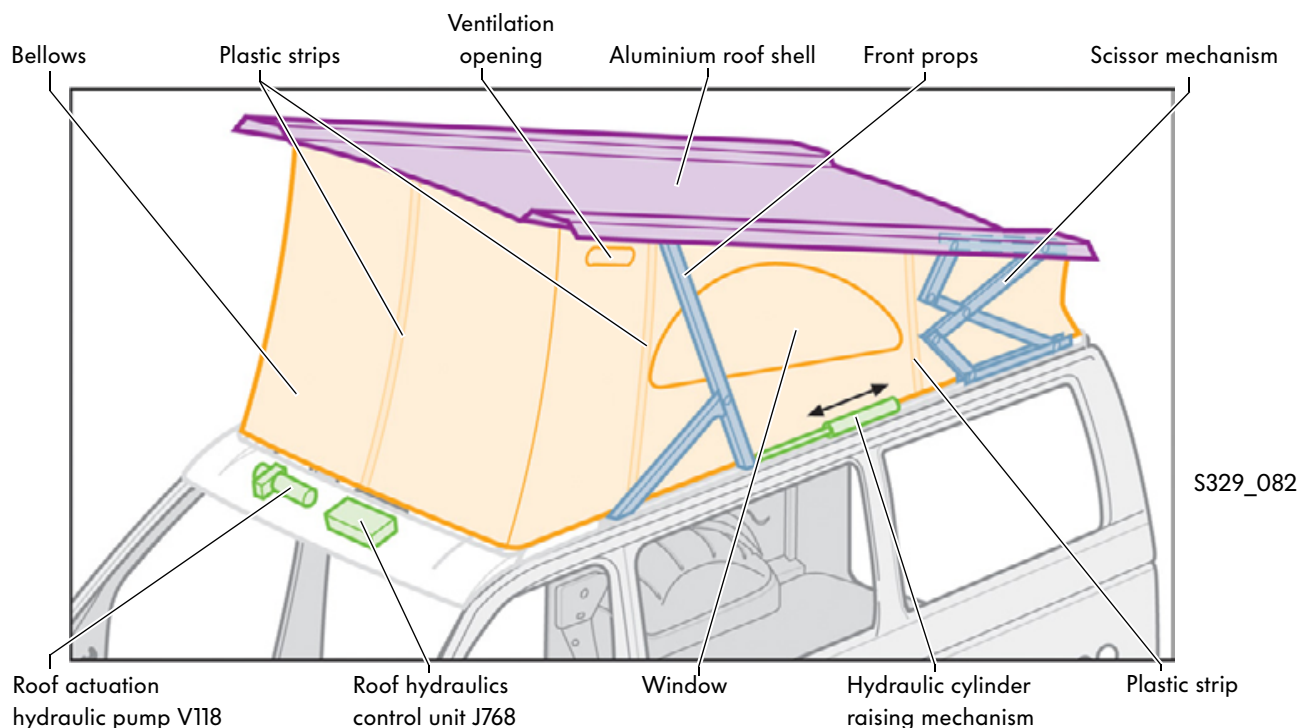 Bellows
Plastic strips
Ventilation
opening
Aluminium roof shell
Front props
Scissor mechanism
S329_082
Roof actuation
hydraulic pump V118
Roof hydraulics
control unit J768
Window
Hydraulic cylinder
raising mechanism
Plastic strip